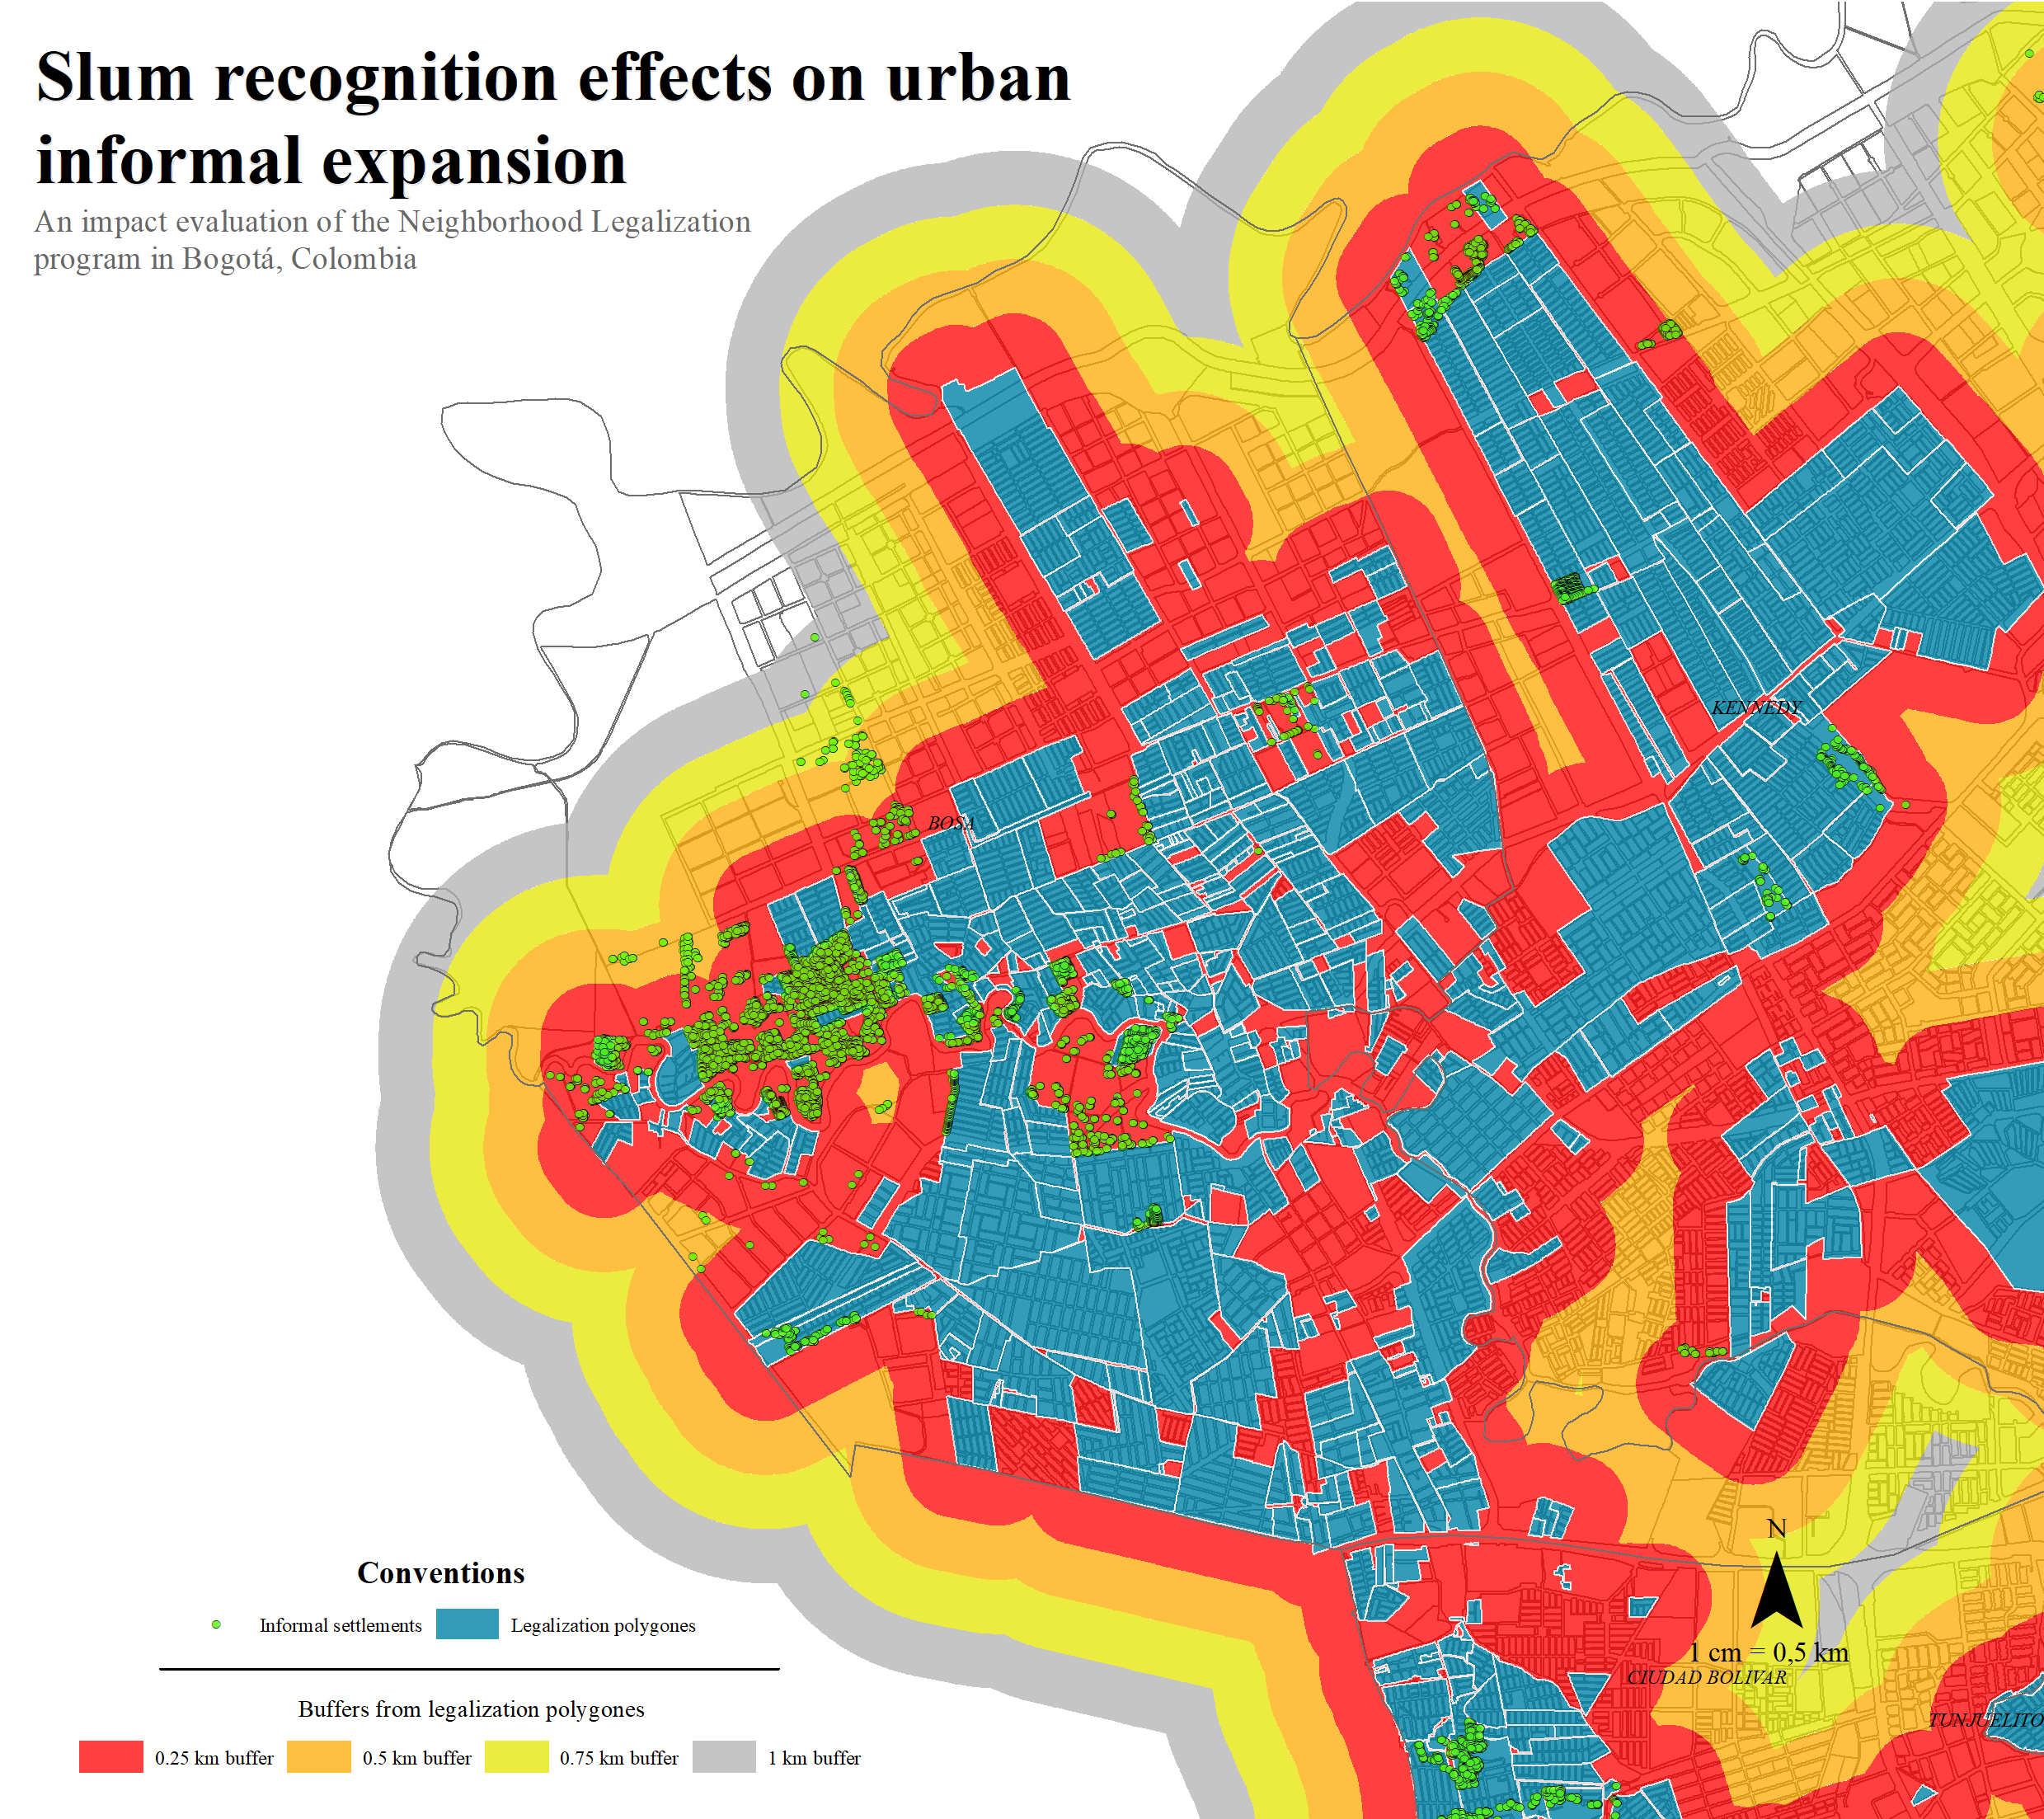 Slum recognition effects on urban
informal expansion
An impact evaluation of the Neighborhood Legalization
program in Bogotá, Colombia
KENNEDY
BOSA
N
1 cm = 0,5 km
CIUDAD BOLIVAR
TUNJUELITO
Conventions
Informal settlements
Legalization polygones
Buffers from legalization polygones
0.25 km buffer
0.5 km buffer
0.75 km buffer
1 km buffer